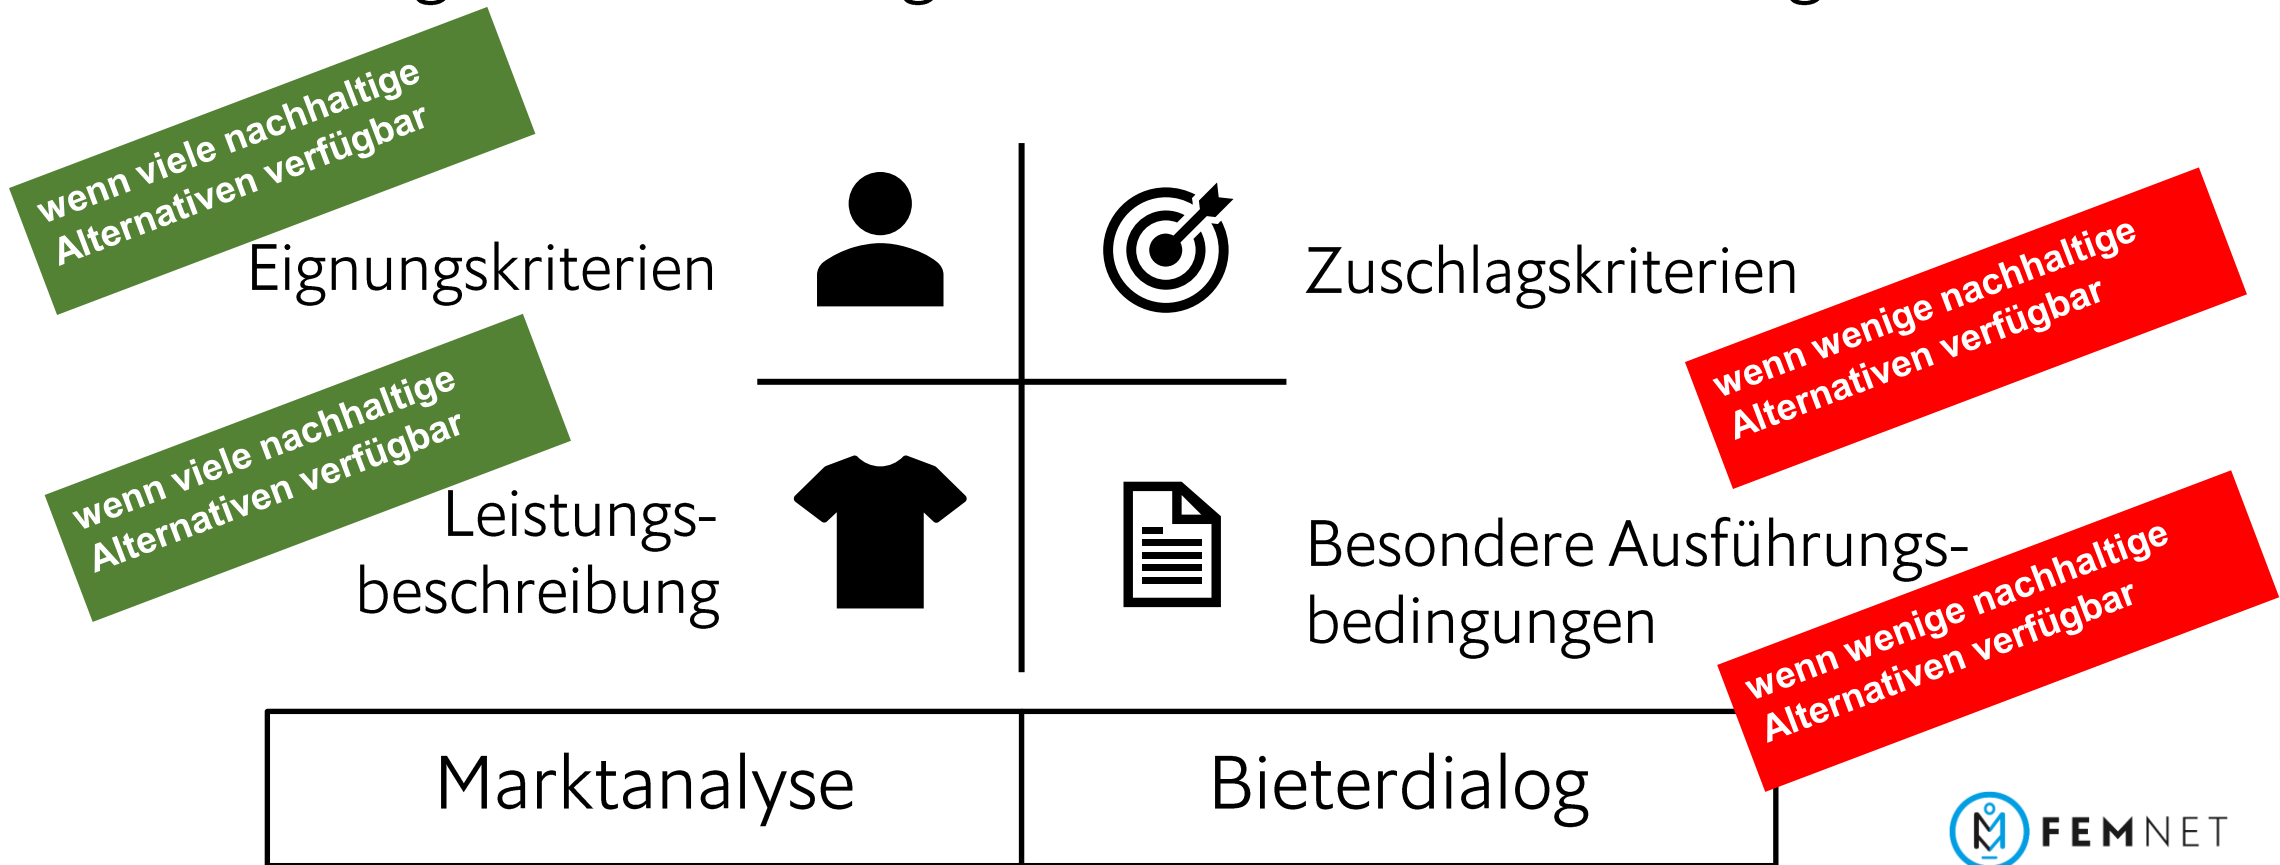 wenn viele nachhaltige
Alternativen verfügbar
Eignungskriterien
Zuschlagskriterien
wenn wenige nachhaltige
Alternativen verfügbar
wenn viele nachhaltige
Alternativen verfügbar
Leistungs-
beschreibung
Besondere Ausführungs-
bedingungen
wenn wenige nachhaltige
Alternativen verfügbar
Marktanalyse
Bieterdialog
FEMNET